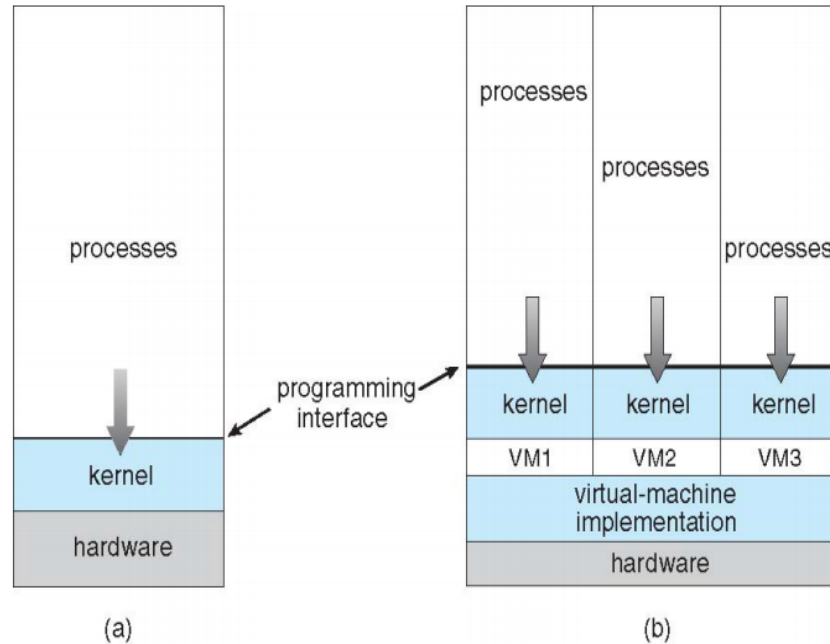 processes
processes
processes
processes
programming
interface
kernel
kernel
kernel
kernel
VM1
VM2
VM3
virtual-machine
implementation
hardware
hardware
(a)
(b)